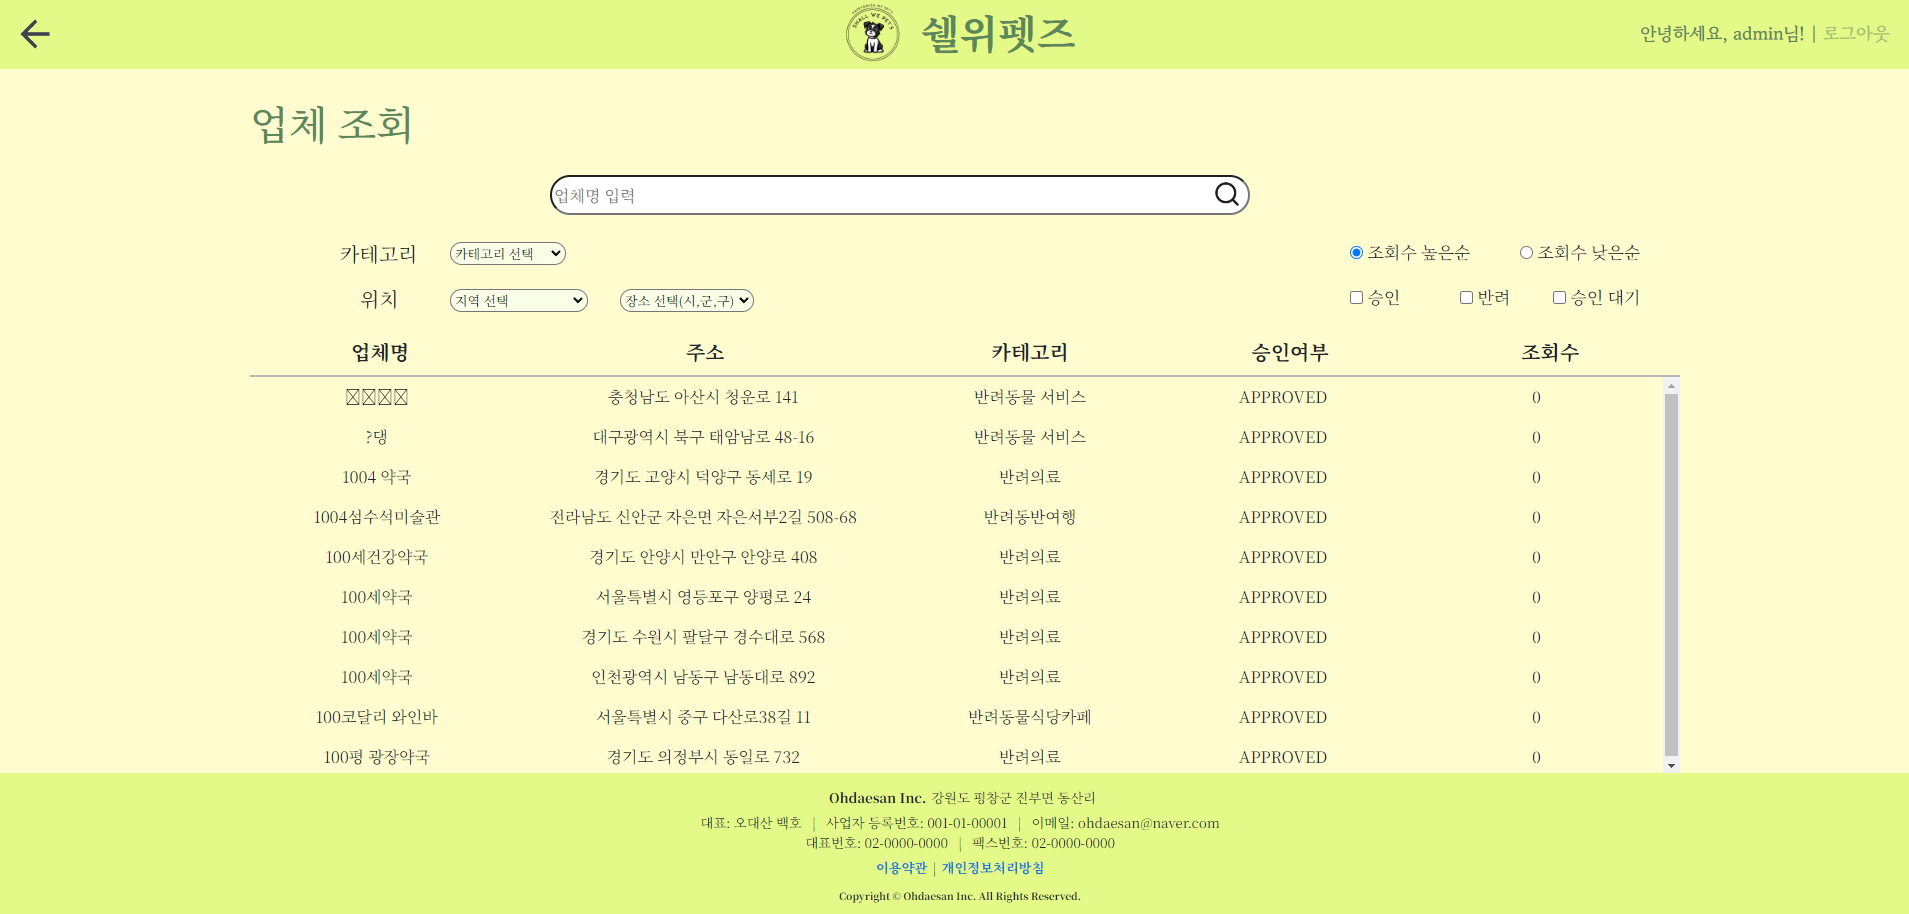 SHALL WE PET'S
쉘위펫즈
안녕하세요, admin님! | 로그아웃
업체 조회
업체명 입력
카테고리 카테고리 선택 조회수 높은순 조회수 낮은순
위치 지역 선택 장소 선택(시,군,구) 승인 반려 승인 대기
업체명 주소 카테고리 승인여부 조회수
충청남도 아산시 청운로 141 반려동물 서비스 APPROVED 0
?댕 대구광역시 북구 태암남로 48-16 반려동물 서비스 APPROVED 0
1004 약국 경기도 고양시 덕양구 동세로 19 반려의료 APPROVED 0
1004섬수석미술관 전라남도 신안군 자은면 자은서부2길 508-68 반려동반여행 APPROVED 0
100세건강약국 경기도 안양시 만안구 안양로 408 반려의료 APPROVED 0
100세약국 서울특별시 영등포구 양평로 24 반려의료 APPROVED 0
100세약국 경기도 수원시 팔달구 경수대로 568 반려의료 APPROVED 0
100세약국 인천광역시 남동구 남동대로 892 반려의료 APPROVED 0
100코달리 와인바 서울특별시 중구 다산로38길 11 반려동물식당카페 APPROVED 0
100평 광장약국 경기도 의정부시 동일로 732 반려의료 APPROVED 0
Ohdaesan Inc. 강원도 평창군 진부면 동산리
대표: 오대산 백호 | 사업자 등록번호: 001-01-00001 | 이메일: ohdaesan@naver.com
대표번호: 02-0000-0000 | 팩스번호: 02-0000-0000
이용약관 | 개인정보처리방침
Copyright © Ohdaesan Inc. All Rights Reserved.